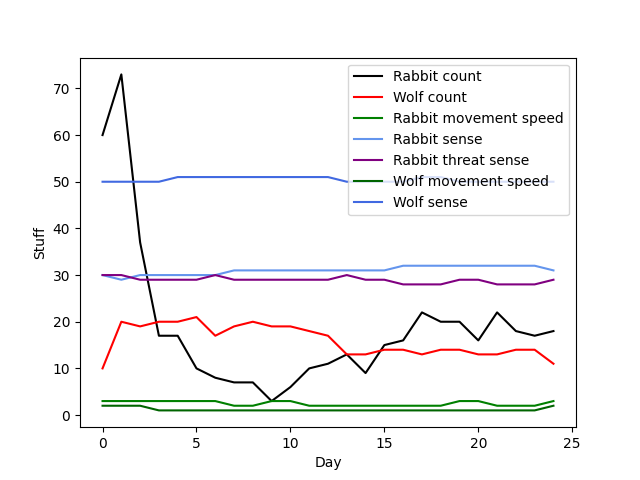 70
60
50
40
30
20
10
0
Stuff
Rabbit count
Wolf count
Rabbit movement speed
Rabbit sense
Rabbit threat sense
Wolf movement speed
Wolf sense
0 5 10 15 20 25
Day